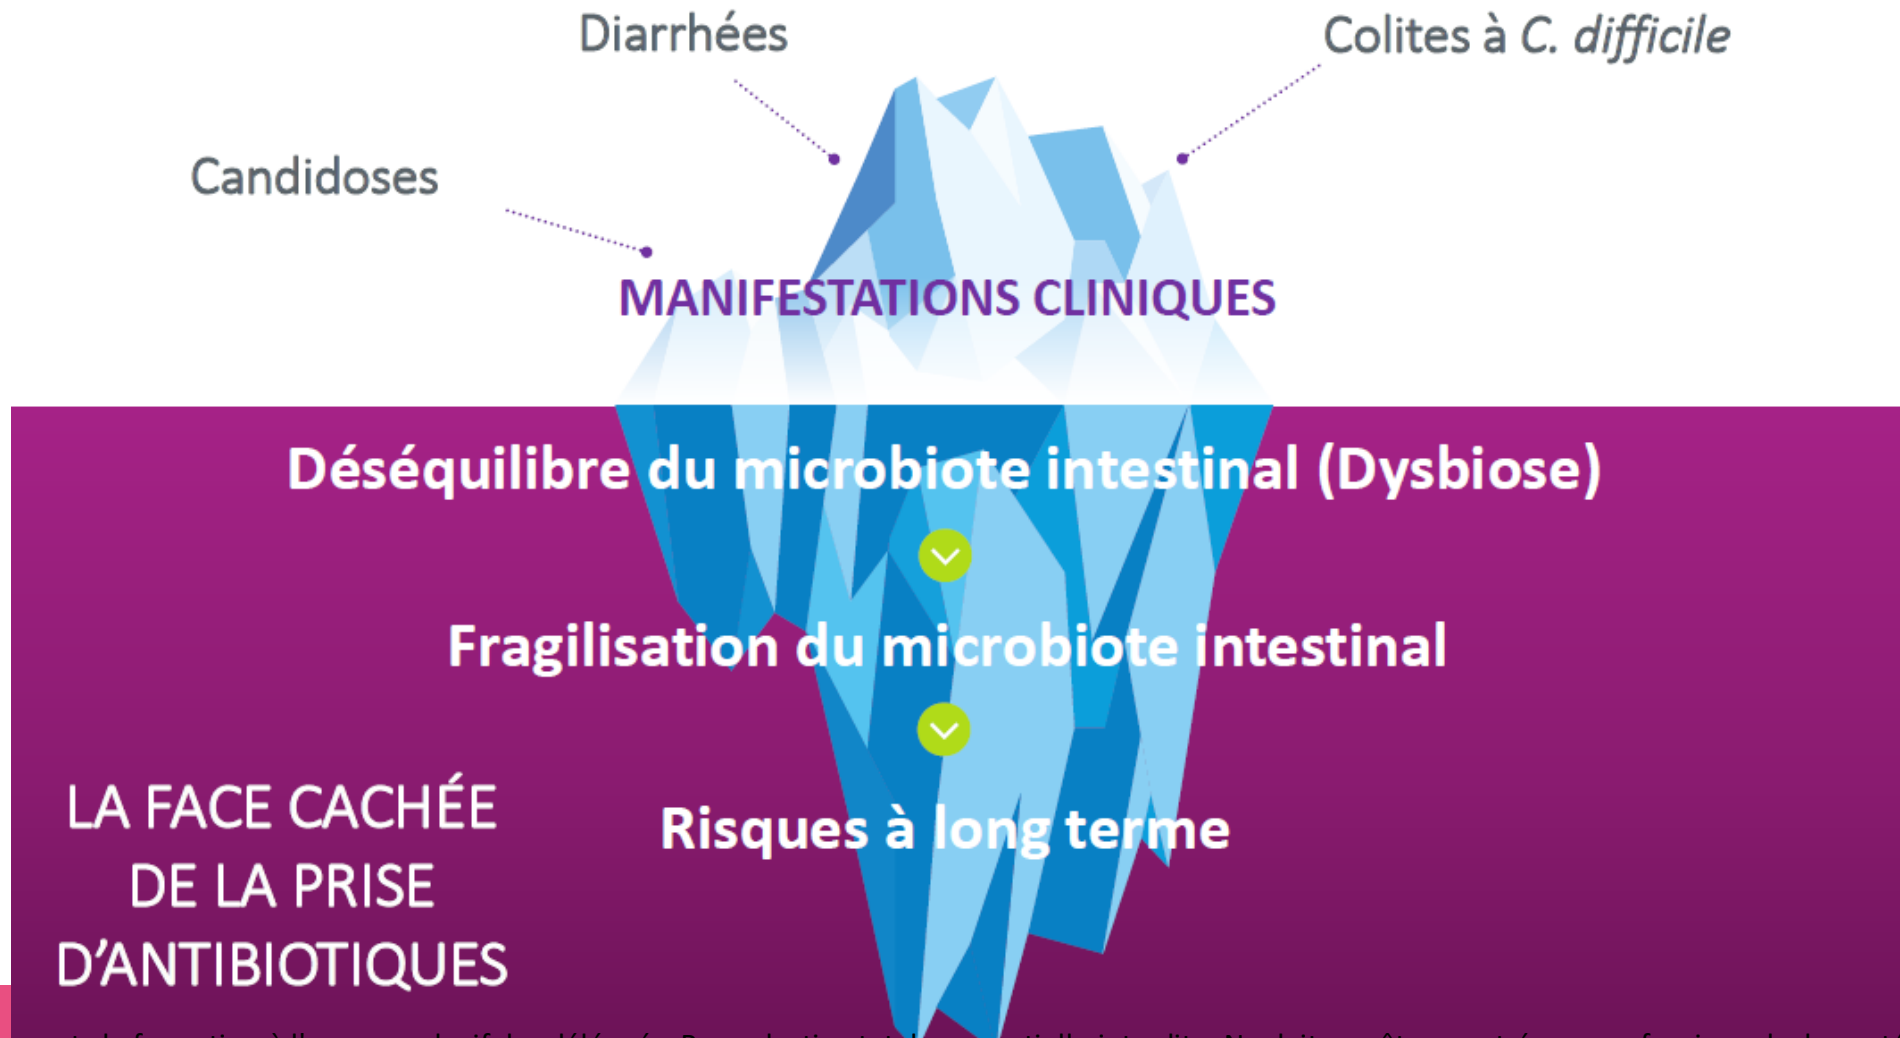 Diarrhées
Colites à C. difficile
Candidoses
MANIFESTATIONS CLINIQUES
Déséquilibre du microbiote intestinal (Dysbiose)
Fragilisation du microbiote intestinal
Risques à long terme
LA FACE CACHÉE
DE LA PRISE
D’ANTIBIOTIQUES